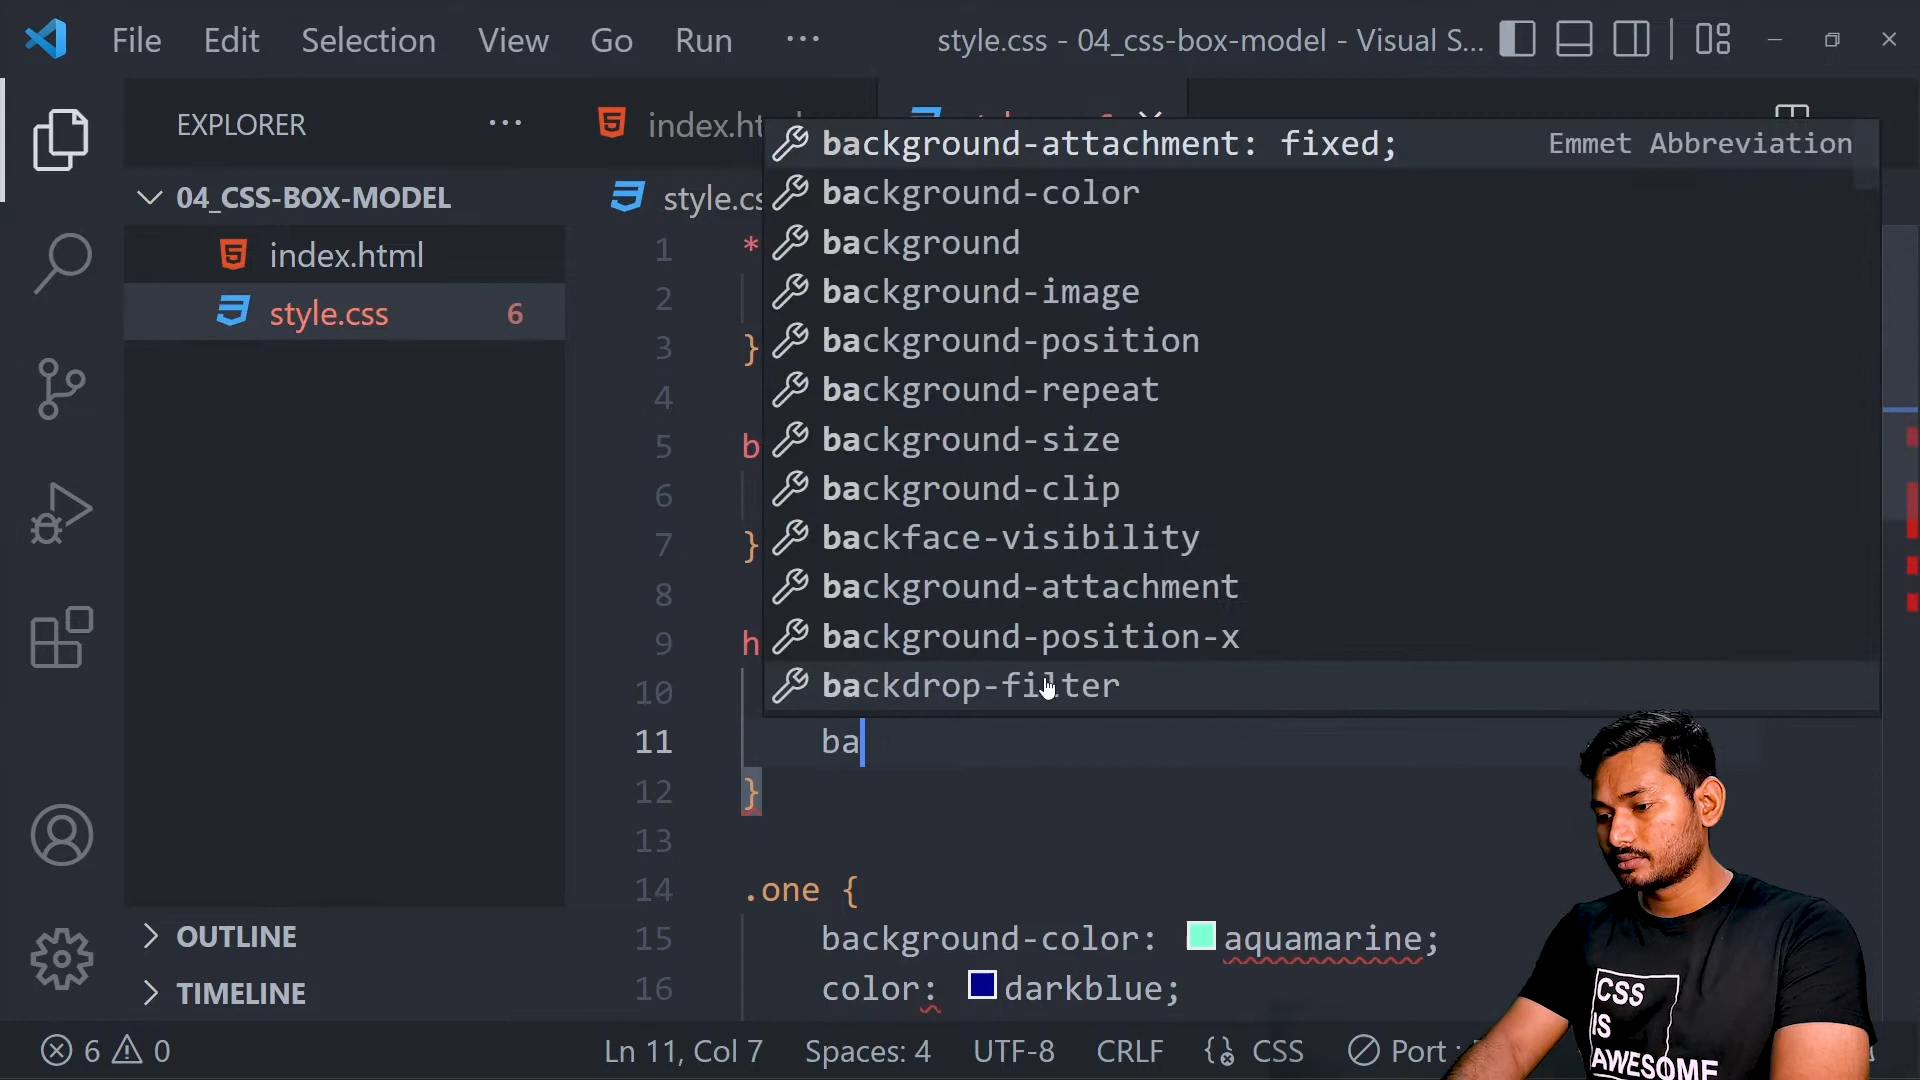 File Edit Selection View Go Run ···
style.css - 04_css-box-model - Visual S...
EXPLORER ···
04_CSS-BOX-MODEL
index.html
style.css 6
OUTLINE
TIMELINE
background-attachment: fixed; Emmet Abbreviation
background-color
background
background-image
background-position
background-repeat
background-size
background-clip
backface-visibility
background-attachment
background-position-x
backdrop-filter
1 *
2
3 }
4
5 b
6
7 }
8
9 h
10
11 ba
12 }
13
14 .one {
15 background-color: aquamarine;
16 color: darkblue;
6 0
Ln 11, Col 7 Spaces: 4 UTF-8 CRLF {} CSS Port :
CSS
IS
AWESOME